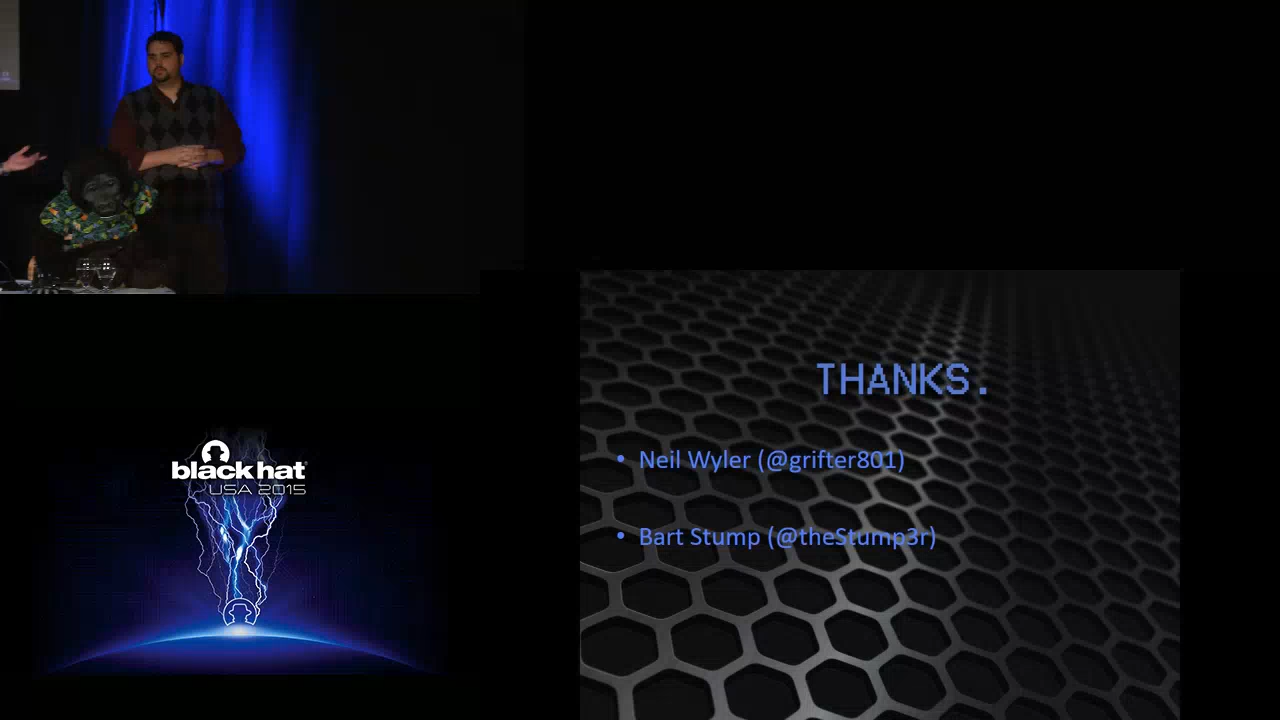 black hat
USA 2015
THANKS.
• Neil Wyler (@grifter801)
• Bart Stump (@theStump3r)